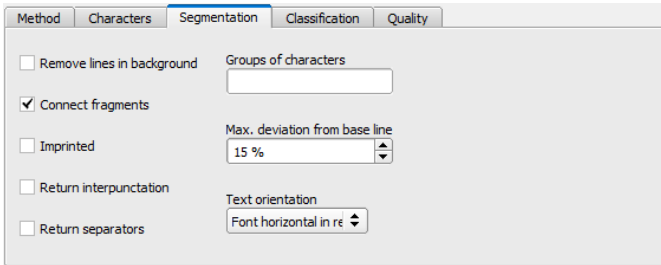 Method Characters Segmentation Classification Quality
Remove lines in background
Connect fragments
Imprinted
Return interpunctation
Return separators
Groups of characters
Max. deviation from base line
15 %
Text orientation
Font horizontal in re